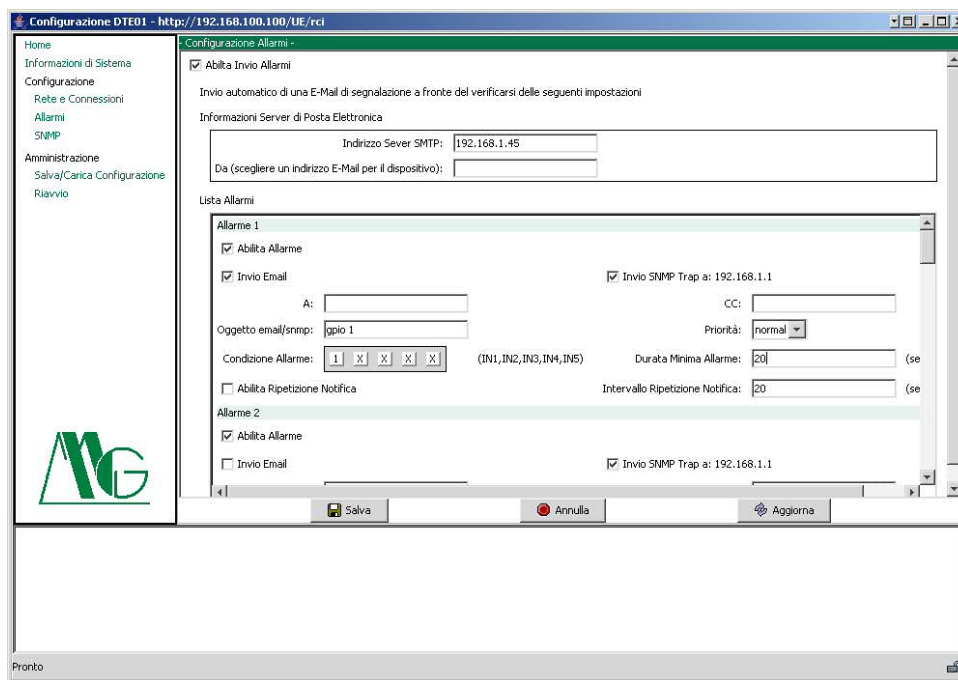 Configurazione DTE01 - http://192.168.100.100/UE/rci
Home
Informazioni di Sistema
Configurazione
Rete e Connessioni
Allarmi
SNMP
Amministrazione
Salva/Carica Configurazione
Riavvio
MG
- Configurazione Allarmi -
Abilta Invio Allarmi
Invio automatico di una E-Mail di segnalazione a fronte del verificarsi delle seguenti impostazioni
Informazioni Server di Posta Elettronica
Indirizzo Sever SMTP: 192.168.1.45
Da (scegliere un indirizzo E-Mail per il dispositivo):
Lista Allarmi
Allarme 1
Abilita Allarme
Invio Email Invio SNMP Trap a: 192.168.1.1
A: CC:
Oggetto email/snmp: gpio 1 Priorità: normal
Condizione Allarme: 1 X X X X (IN1,IN2,IN3,IN4,IN5) Durata Minima Allarme: 20 (se
Abilita Ripetizione Notifica Intervallo Ripetizione Notifica: 20 (se
Allarme 2
Abilita Allarme
Invio Email Invio SNMP Trap a: 192.168.1.1
Salva Annulla Aggiorna
Pronto